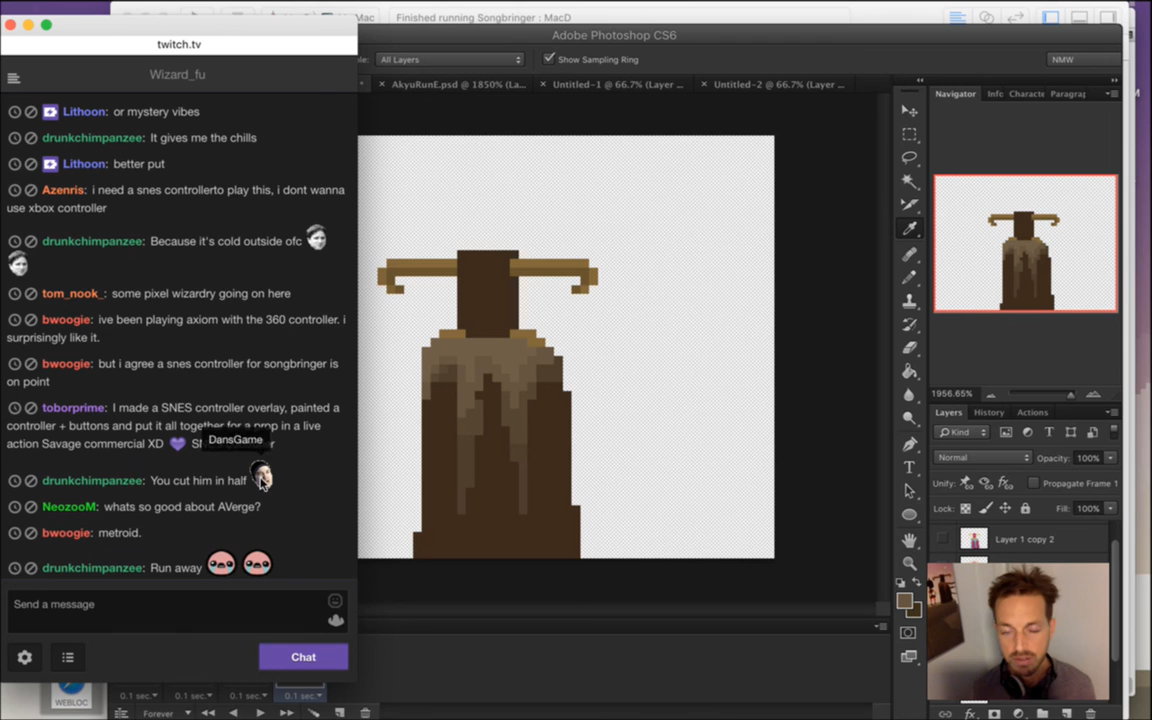 Finished running Songbringer : MacD
Adobe Photoshop CS6
twitch.tv
Wizard_fu
All Layers
Show Sampling Ring
NMW
AkyuRunE.psd @ 1850% (La...
Untitled-1 @ 66.7% (Layer ...
Untitled-2 @ 66.7% (Layer ...
Lithoon: or mystery vibes
drunkchimpanzee: It gives me the chills
Lithoon: better put
Azenris: i need a snes controllerto play this, i dont wanna
use xbox controller
drunkchimpanzee: Because it's cold outside ofc
tom_nook_: some pixel wizardry going on here
bwoogie: ive been playing axiom with the 360 controller. i
surprisingly like it.
bwoogie: but i agree a snes controller for songbringer is
on point
toborprime: I made a SNES controller overlay, painted a
controller + buttons and put it all together for a prop in a live
action Savage commercial XD
DansGame
drunkchimpanzee: You cut him in half
NeozooM: whats so good about AVerge?
bwoogie: metroid.
drunkchimpanzee: Run away
Send a message
Chat
WEBLOC
0.1 sec.
0.1 sec.
0.1 sec.
0.1 sec.
Forever
Navigator
Info
Characte
Paragra
1956.65%
Layers
History
Actions
Kind
Normal
Opacity: 100%
Unify:
Propagate Frame 1
Lock:
Fill: 100%
Layer 1 copy 2